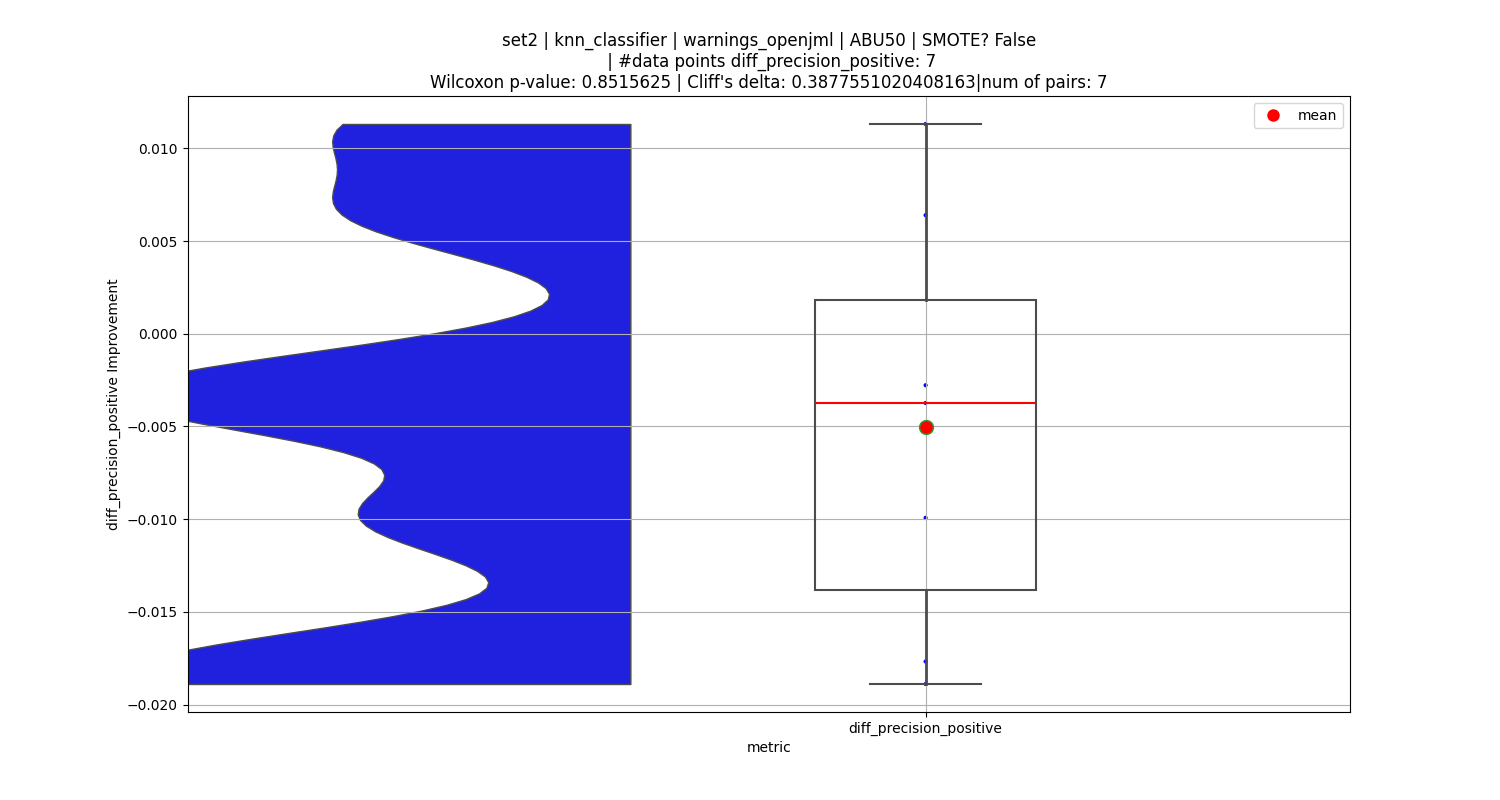 set2 | knn_classifier | warnings_openjml | ABU50 | SMOTE? False
| #data points diff_precision_positive: 7
Wilcoxon p-value: 0.8515625 | Cliff's delta: 0.3877551020408163|num of pairs: 7
mean
0.010
0.005
0.000
−0.005
−0.010
−0.015
−0.020
diff_precision_positive Improvement
diff_precision_positive
metric